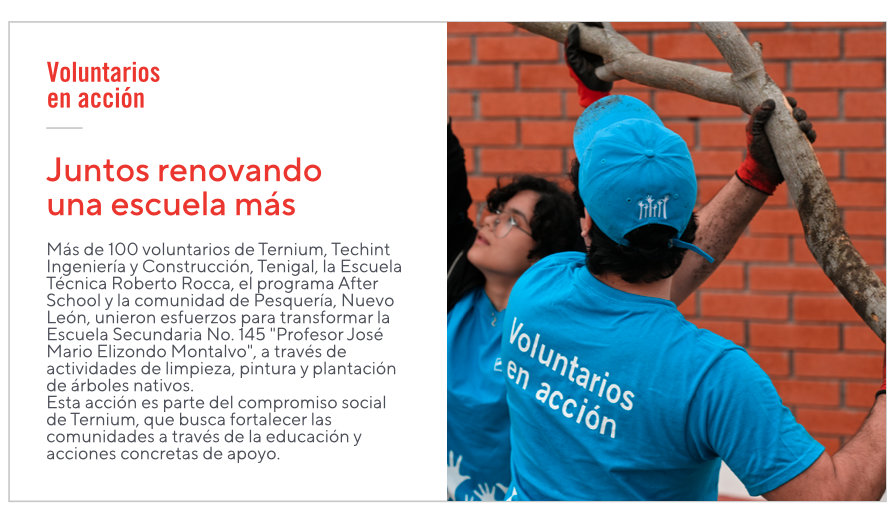 Voluntarios
en acción
Juntos renovando
una escuela más
Más de 100 voluntarios de Ternium, Techint
Ingeniería y Construcción, Tenigal, la Escuela
Técnica Roberto Rocca, el programa After
School y la comunidad de Pesquería, Nuevo
León, unieron esfuerzos para transformar la
Escuela Secundaria No. 145 "Profesor José
Mario Elizondo Montalvo", a través de
actividades de limpieza, pintura y plantación
de árboles nativos.
Esta acción es parte del compromiso social
de Ternium, que busca fortalecer las
comunidades a través de la educación y
acciones concretas de apoyo.
Voluntarios
en acción